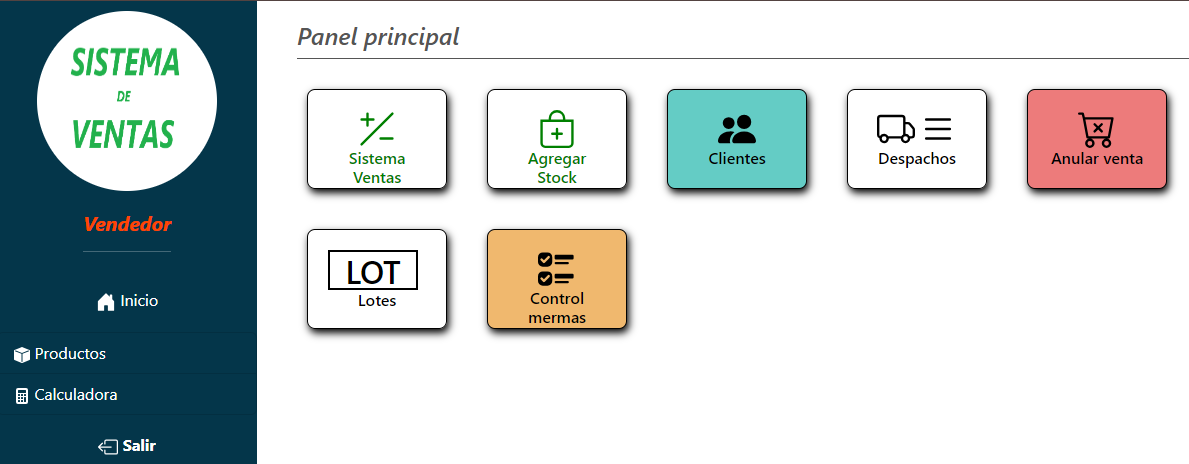 SISTEMA
DE
VENTAS
Vendedor
Inicio
Productos
Calculadora
Salir
Panel principal
Sistema
Ventas
Agregar
Stock
Clientes
Despachos
Anular venta
LOT
Lotes
Control
mermas